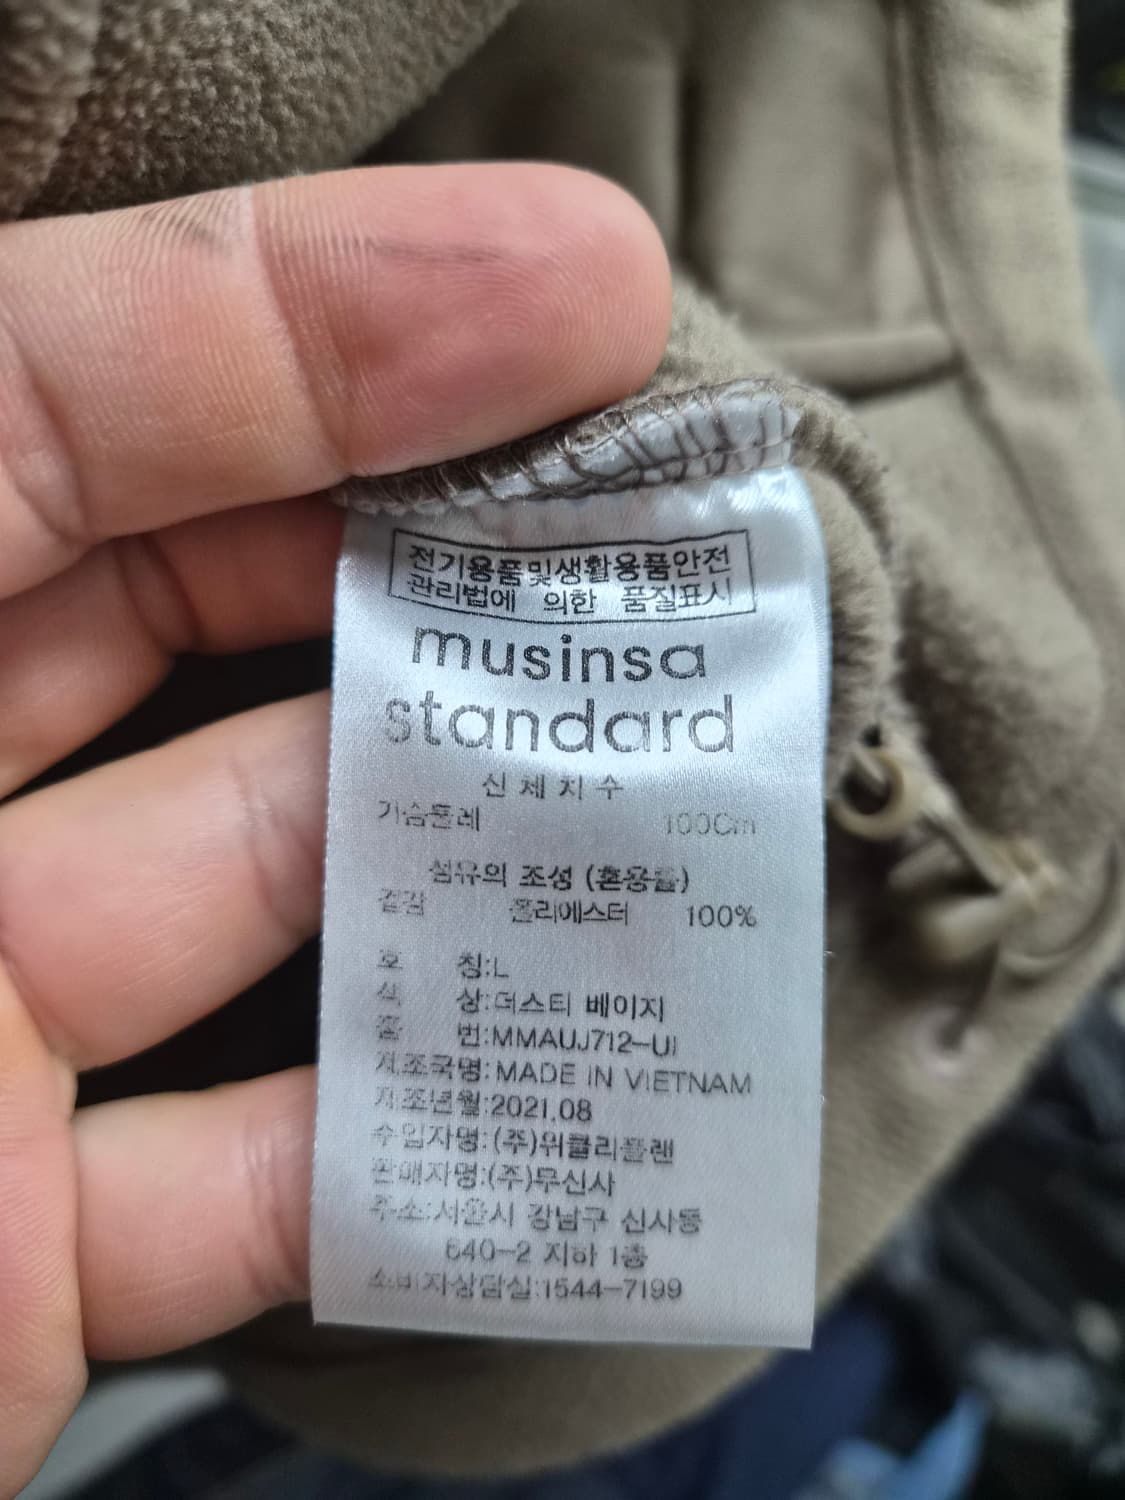 전기용품및생활용품안전
관리법에 의한 품질표시
musinsa
standard
신 체 치 수
가슴둘레 100Cm
섬유의 조성 (혼용률)
겉감 폴리에스터 100%
호 칭:L
색 상:더스티 베이지
품 번:MMAUJ712-UI
제조국명:MADE IN VIETNAM
제조년월:2021.08
수입자명:(주)위클리플랜
판매자명:(주)무신사
주소:서울시 강남구 신사동
640-2 지하 1층
소비자상담실:1544-7199